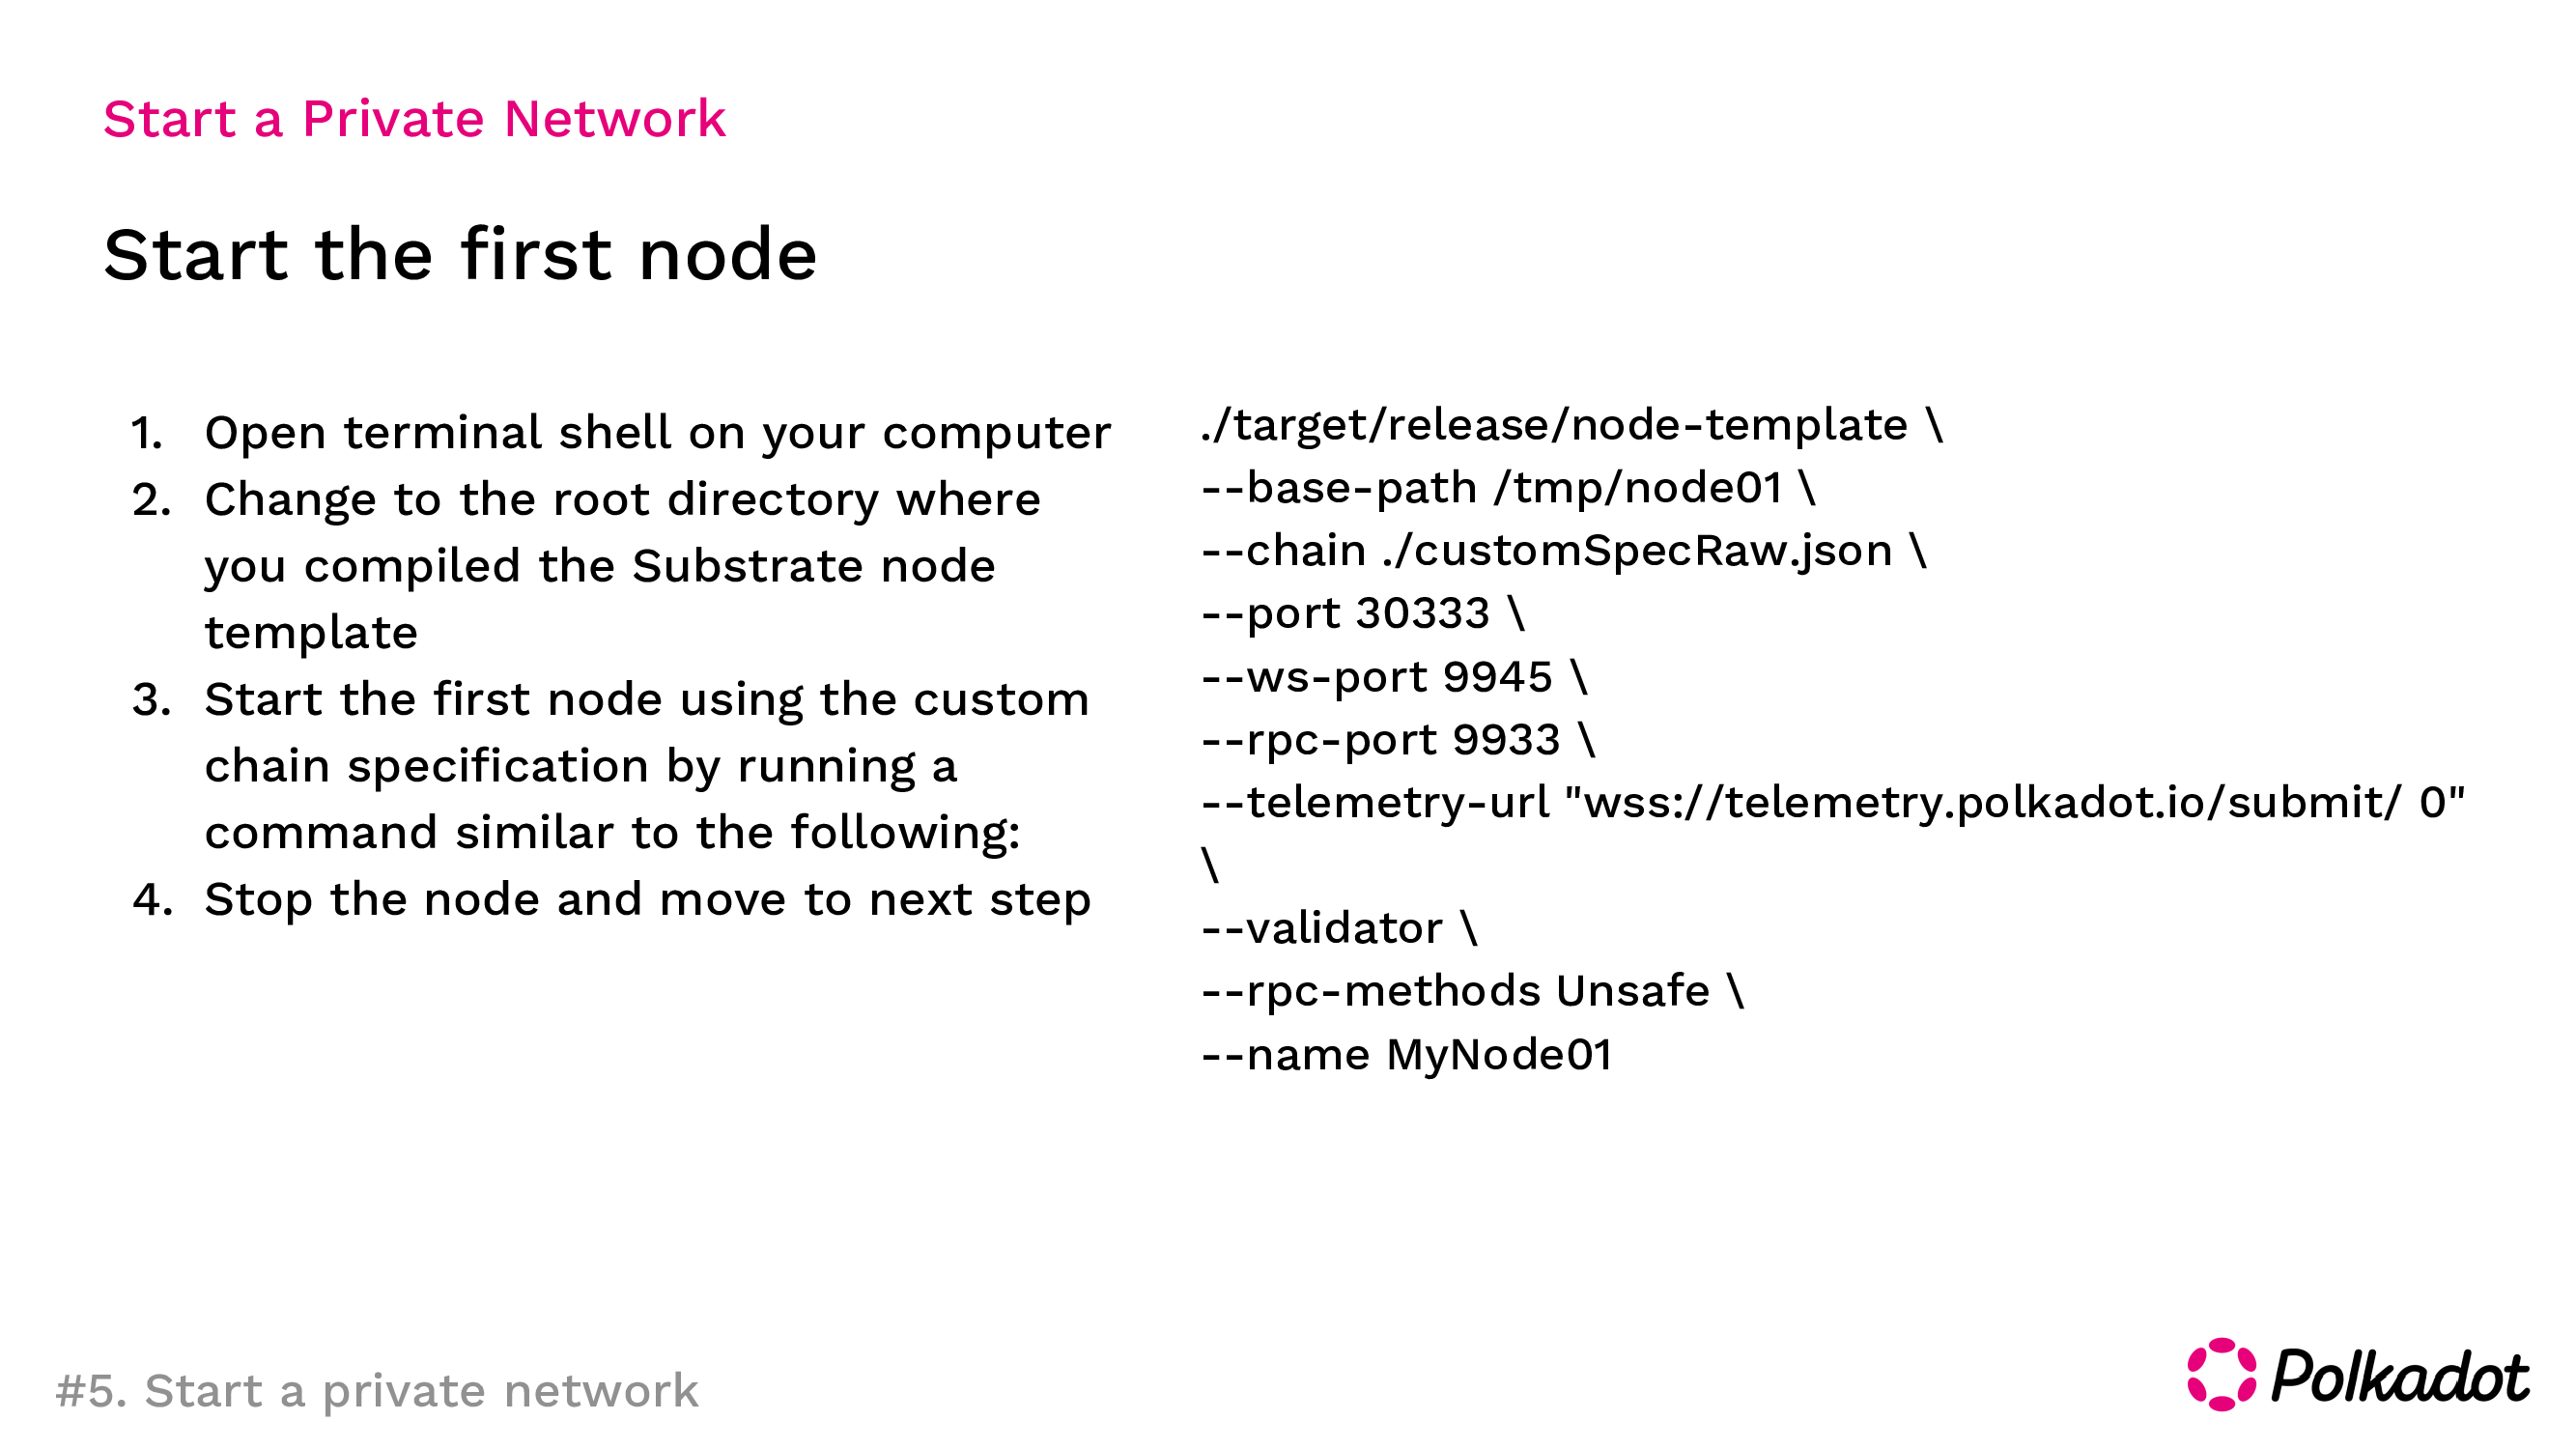 Start a Private Network
Start the first node
1. Open terminal shell on your computer
2. Change to the root directory where
you compiled the Substrate node
template
3. Start the first node using the custom
chain specification by running a
command similar to the following:
4. Stop the node and move to next step
./target/release/node-template \
--base-path /tmp/node01 \
--chain ./customSpecRaw.json \
--port 30333 \
--ws-port 9945 \
--rpc-port 9933 \
--telemetry-url "wss://telemetry.polkadot.io/submit/ 0"
\
--validator \
--rpc-methods Unsafe \
--name MyNode01
#5. Start a private network
Polkadot